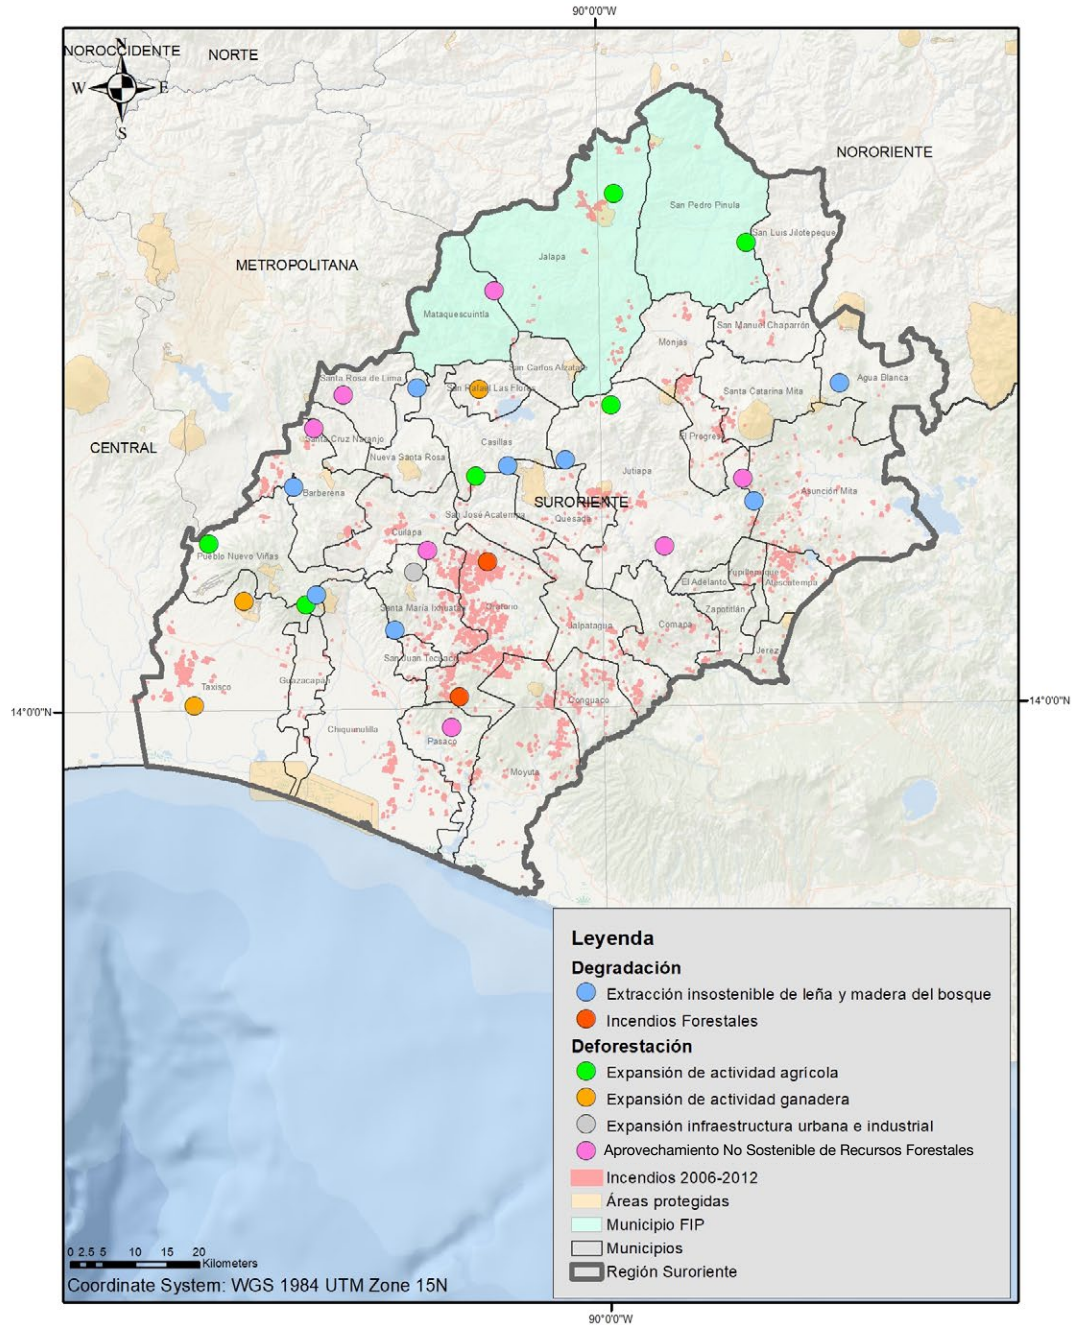 90°0'0"W
NOROCCIDENTE
NORTE
N
W
E
S
NORORIENTE
San Pedro Pinula
San Luis Jilotepeque
METROPOLITANA
Jalapa
Mataquescuintla
San Manuel Chaparrón
Monjas
San Carlos Alzatate
Santa Rosa de Lima
San Rafael Las Flores
Agua Blanca
Santa Catarina Mita
CENTRAL
Santa Cruz Naranjo
Casillas
El Progreso
Nueva Santa Rosa
Jutiapa
Barberena
Asunción Mita
SURORIENTE
San José Acatempa
Quesada
Cuilapa
Pueblo Nuevo Viñas
Yupiltepeque
El Adelanto
Atescatempa
Santa María Ixhuatán
Oratorio
Zapotitlán
Jalpatagua
Comapa
Jerez
San Juan Tecuaco
Guazacapán
Taxisco
Conguaco
14°0'0"N
14°0'0"N
Chiquimulilla
Pasaco
Moyuta
Leyenda
Degradación
Extracción insostenible de leña y madera del bosque
Incendios Forestales
Deforestación
Expansión de actividad agrícola
Expansión de actividad ganadera
Expansión infraestructura urbana e industrial
Aprovechamiento No Sostenible de Recursos Forestales
Incendios 2006-2012
Áreas protegidas
Municipio FIP
Municipios
Región Suroriente
0 2.5 5 10 15 20
Kilometers
Coordinate System: WGS 1984 UTM Zone 15N
90°0'0"W